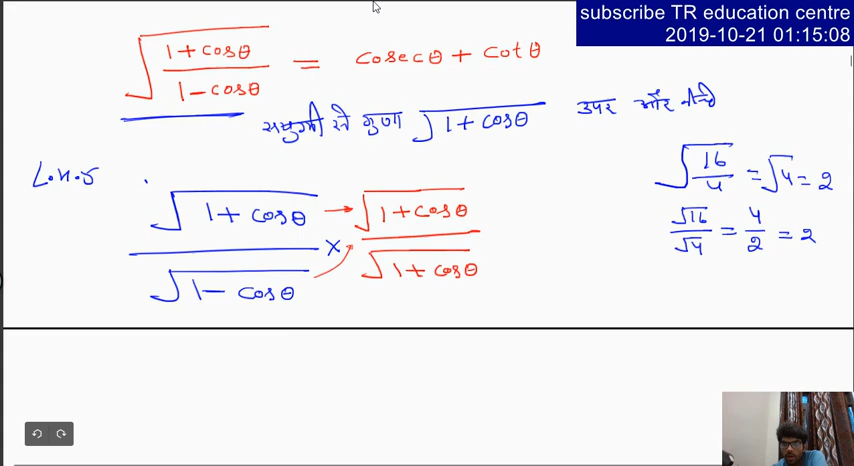 subscribe TR education centre
2019-10-21 01:15:08
√(1+cosθ)/(1-cosθ) = cosecθ + cotθ
से गुणा √1+cosθ उपर और नीचे
L.H.S
√1+cosθ → √1+cosθ
×
√1-cosθ √1+cosθ
√16/4 = √4 = 2
√16/√4 = 4/2 = 2